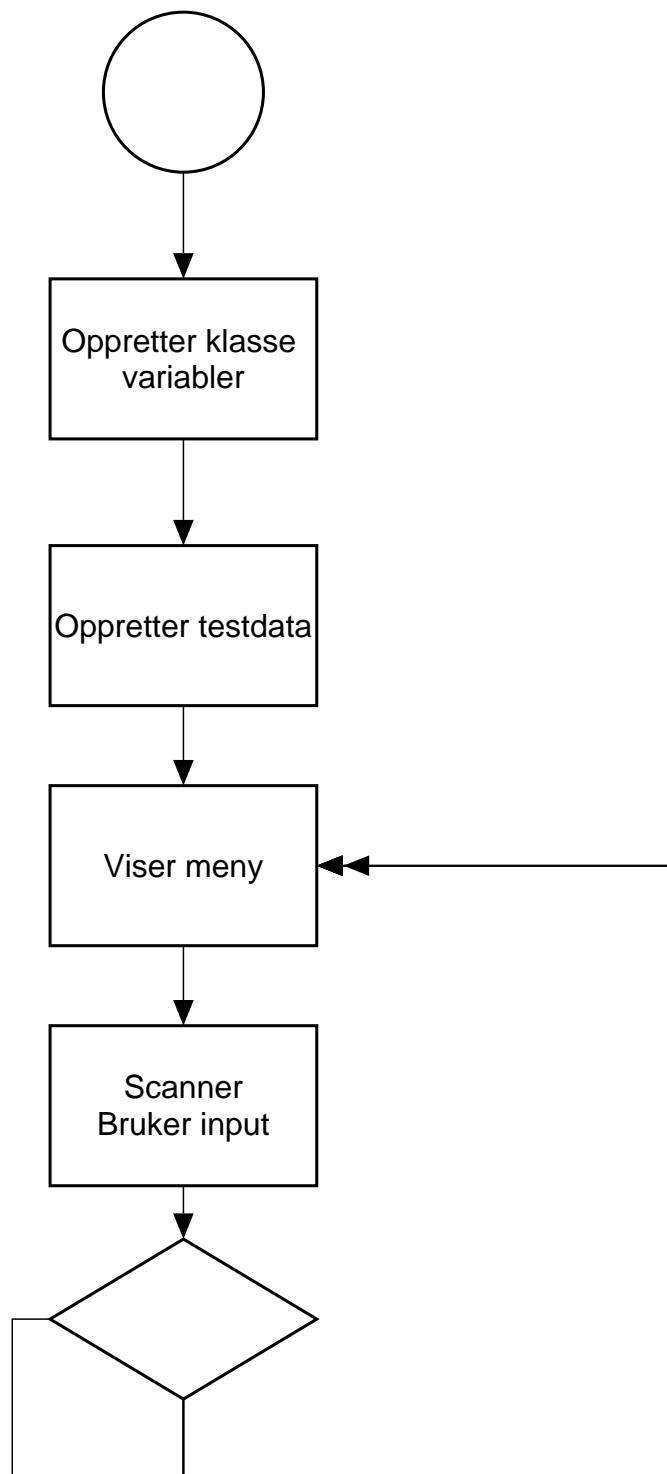 Oppretter klasse
variabler
Oppretter testdata
Viser meny
Scanner
Bruker input